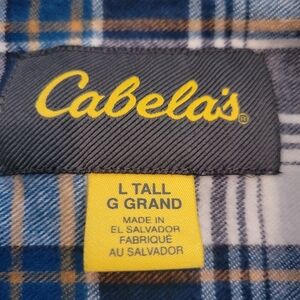 Cabela's®
L TALL
G GRAND
MADE IN
EL SALVADOR
FABRIQUÉ
AU SALVADOR